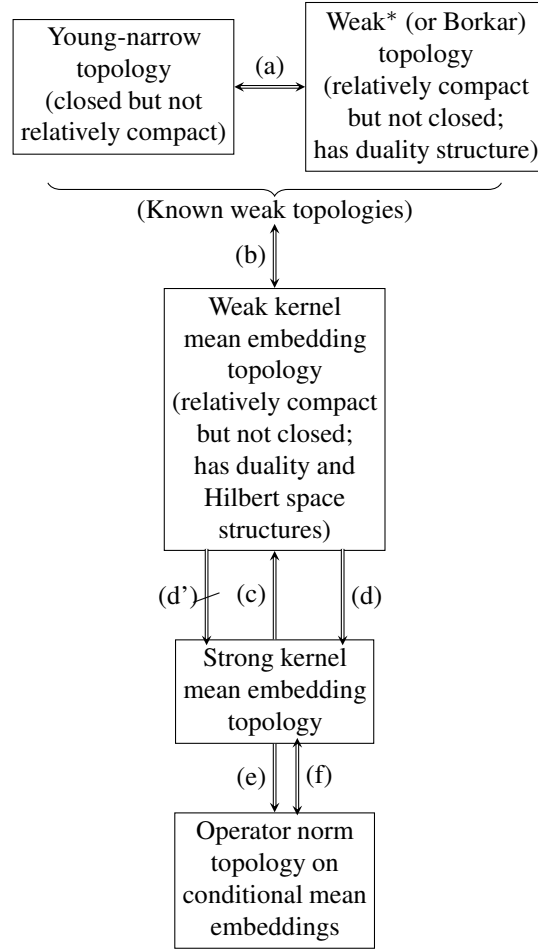 Young-narrow
topology
(closed but not
relatively compact)
(a)
Weak* (or Borkar)
topology
(relatively compact
but not closed;
has duality structure)
(Known weak topologies)
(b)
Weak kernel
mean embedding
topology
(relatively compact
but not closed;
has duality and
Hilbert space
structures)
(d') (c) (d)
Strong kernel
mean embedding
topology
(e) (f)
Operator norm
topology on
conditional mean
embeddings